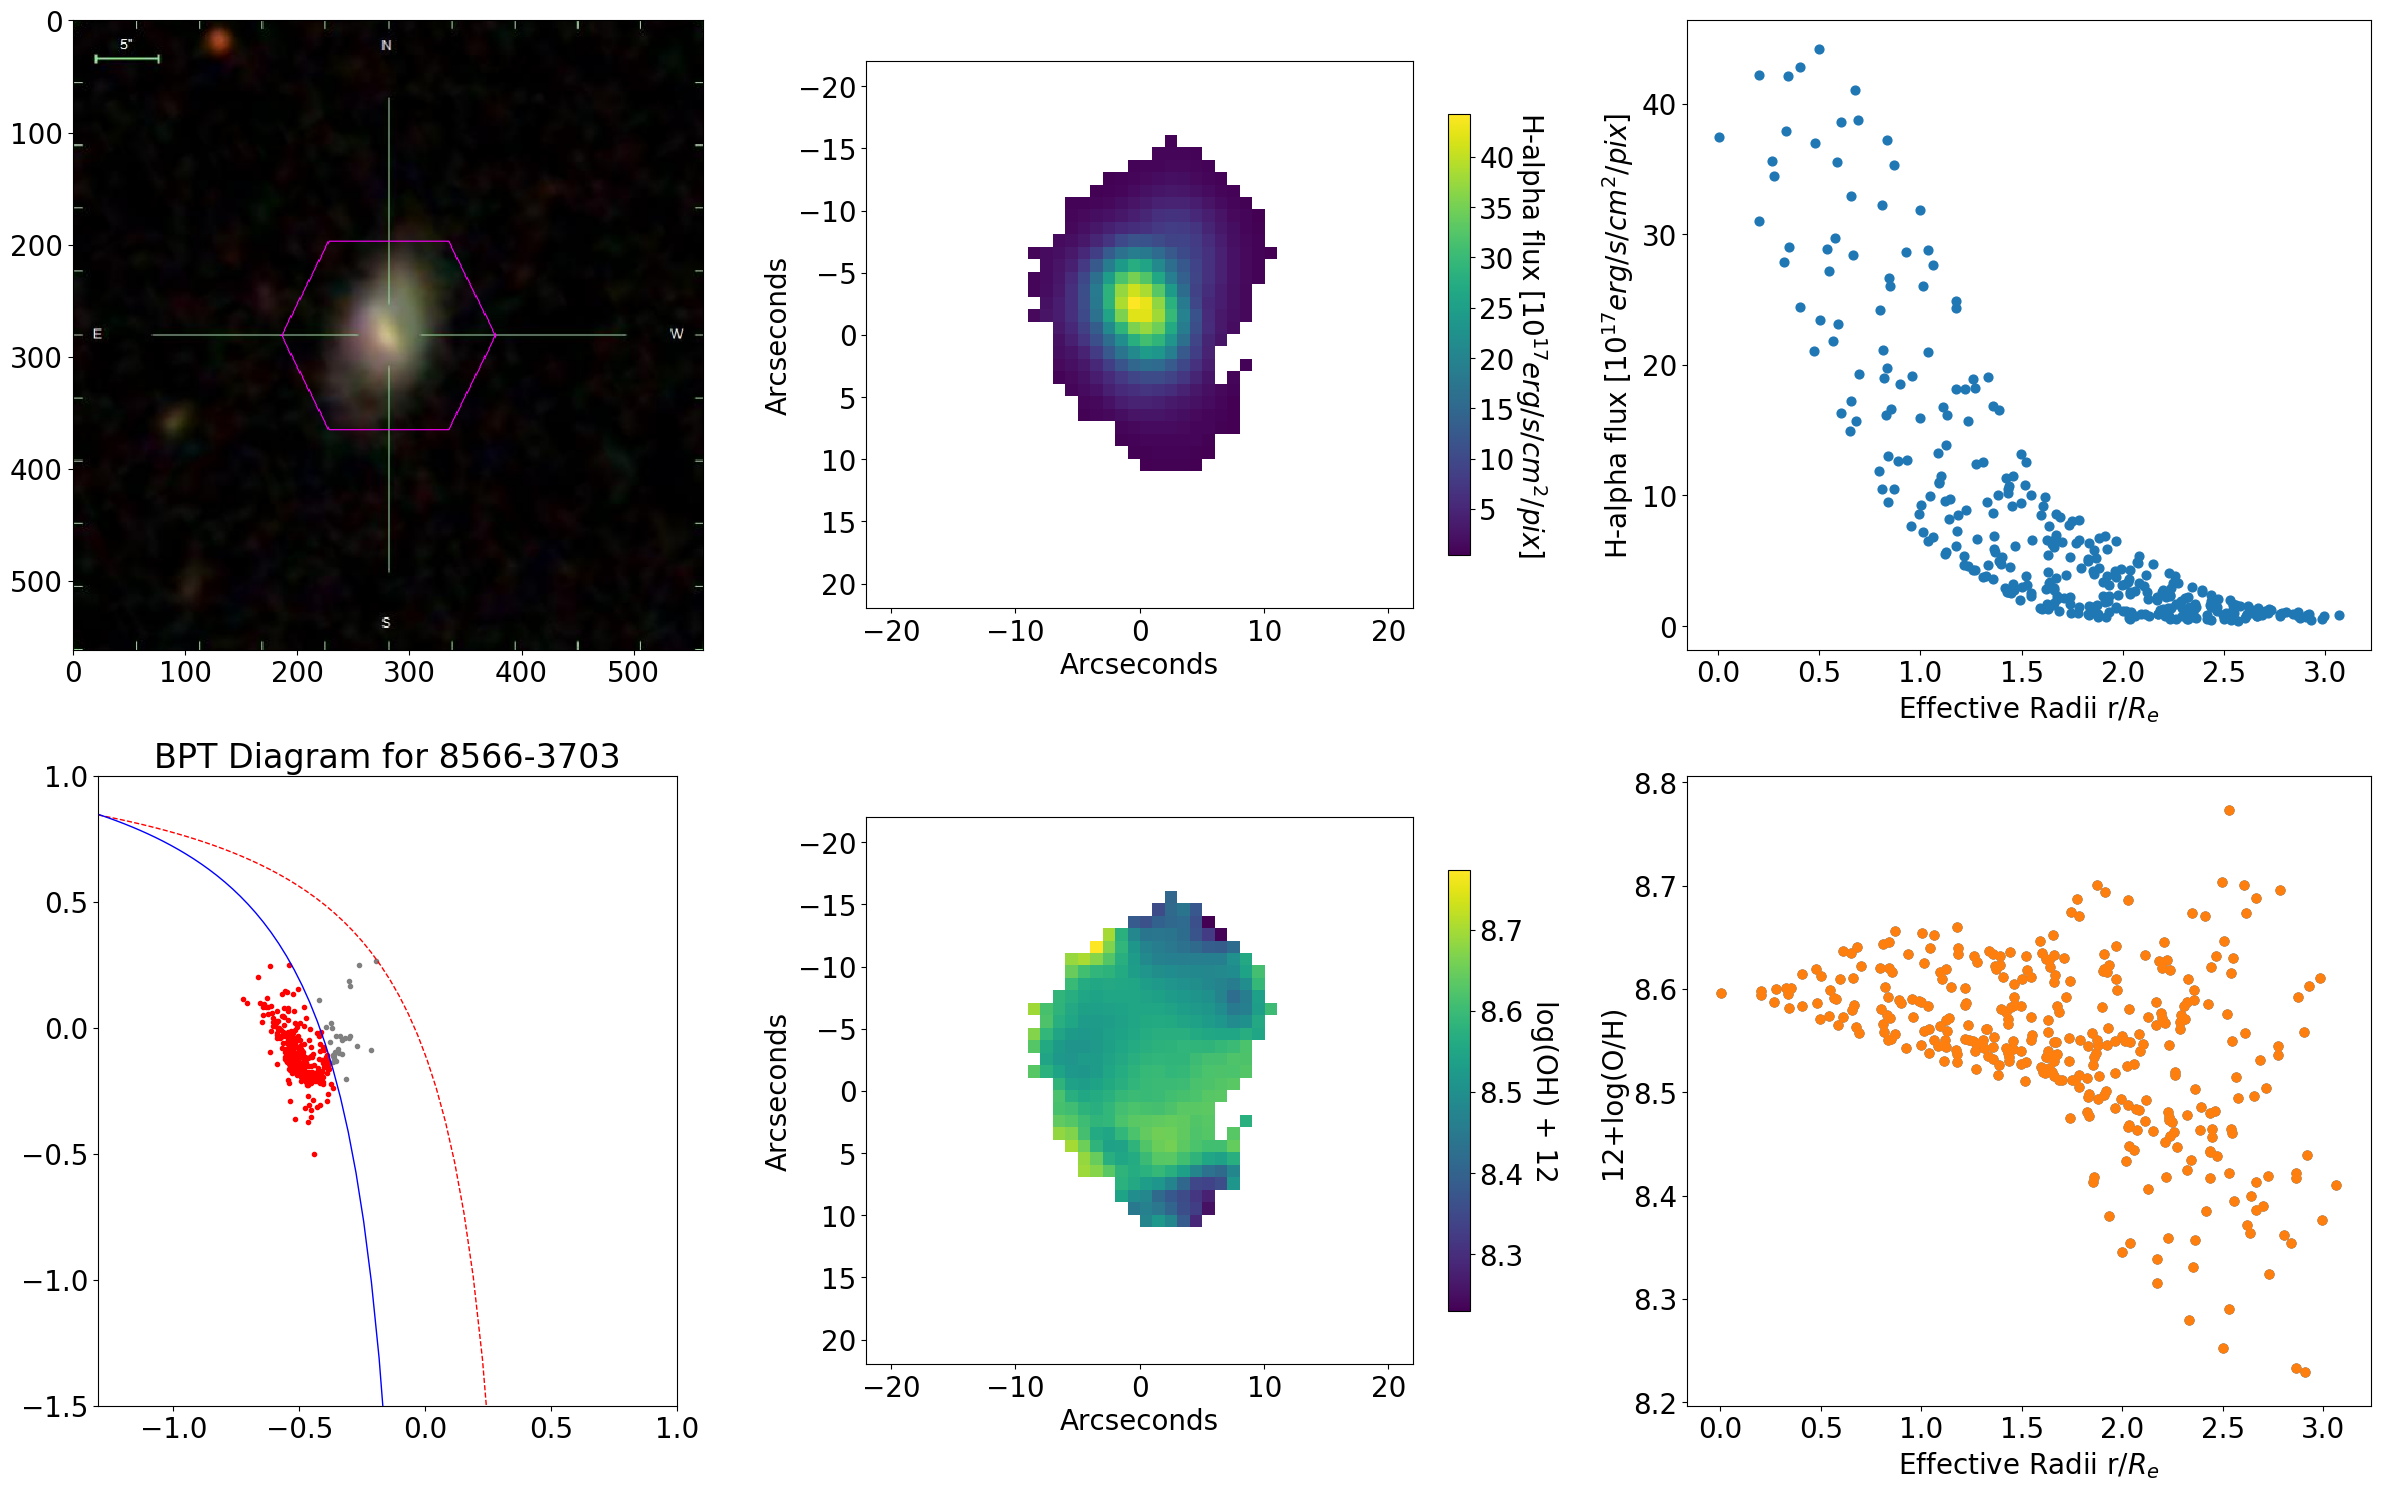 0
100
200
300
400
500
0 100 200 300 400 500
5"
N
E
W
S
−20
−15
−10
−5
0
5
10
15
20
Arcseconds
−20 −10 0 10 20
Arcseconds
40
35
30
25
20
15
10
5
H-alpha flux [10^17 erg/s/cm^2/pix]
H-alpha flux [10^17 erg/s/cm^2/pix]
40
30
20
10
0
0.0 0.5 1.0 1.5 2.0 2.5 3.0
Effective Radii r/R_e
BPT Diagram for 8566-3703
1.0
0.5
0.0
−0.5
−1.0
−1.5
−1.0 −0.5 0.0 0.5 1.0
−20
−15
−10
−5
0
5
10
15
20
Arcseconds
−20 −10 0 10 20
Arcseconds
8.7
8.6
8.5
8.4
8.3
log(OH) + 12
12+log(O/H)
8.8
8.7
8.6
8.5
8.4
8.3
8.2
0.0 0.5 1.0 1.5 2.0 2.5 3.0
Effective Radii r/R_e